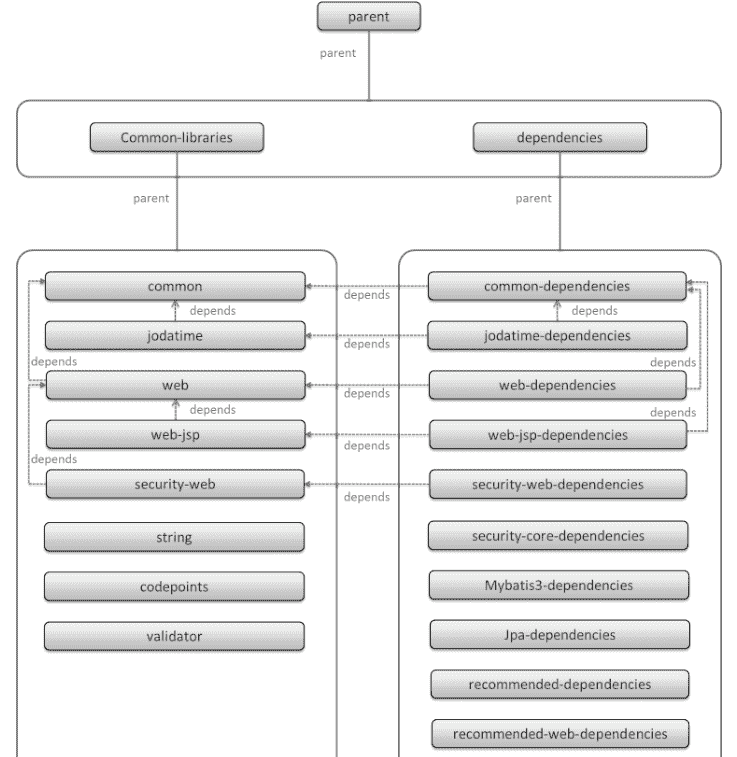 parent
parent
Common-libraries
dependencies
parent
parent
common
common-dependencies
depends
depends
depends
jodatime
jodatime-dependencies
depends
depends
depends
web
web-dependencies
depends
depends
depends
web-jsp
web-jsp-dependencies
depends
depends
security-web
security-web-dependencies
depends
string
security-core-dependencies
codepoints
Mybatis3-dependencies
validator
Jpa-dependencies
recommended-dependencies
recommended-web-dependencies